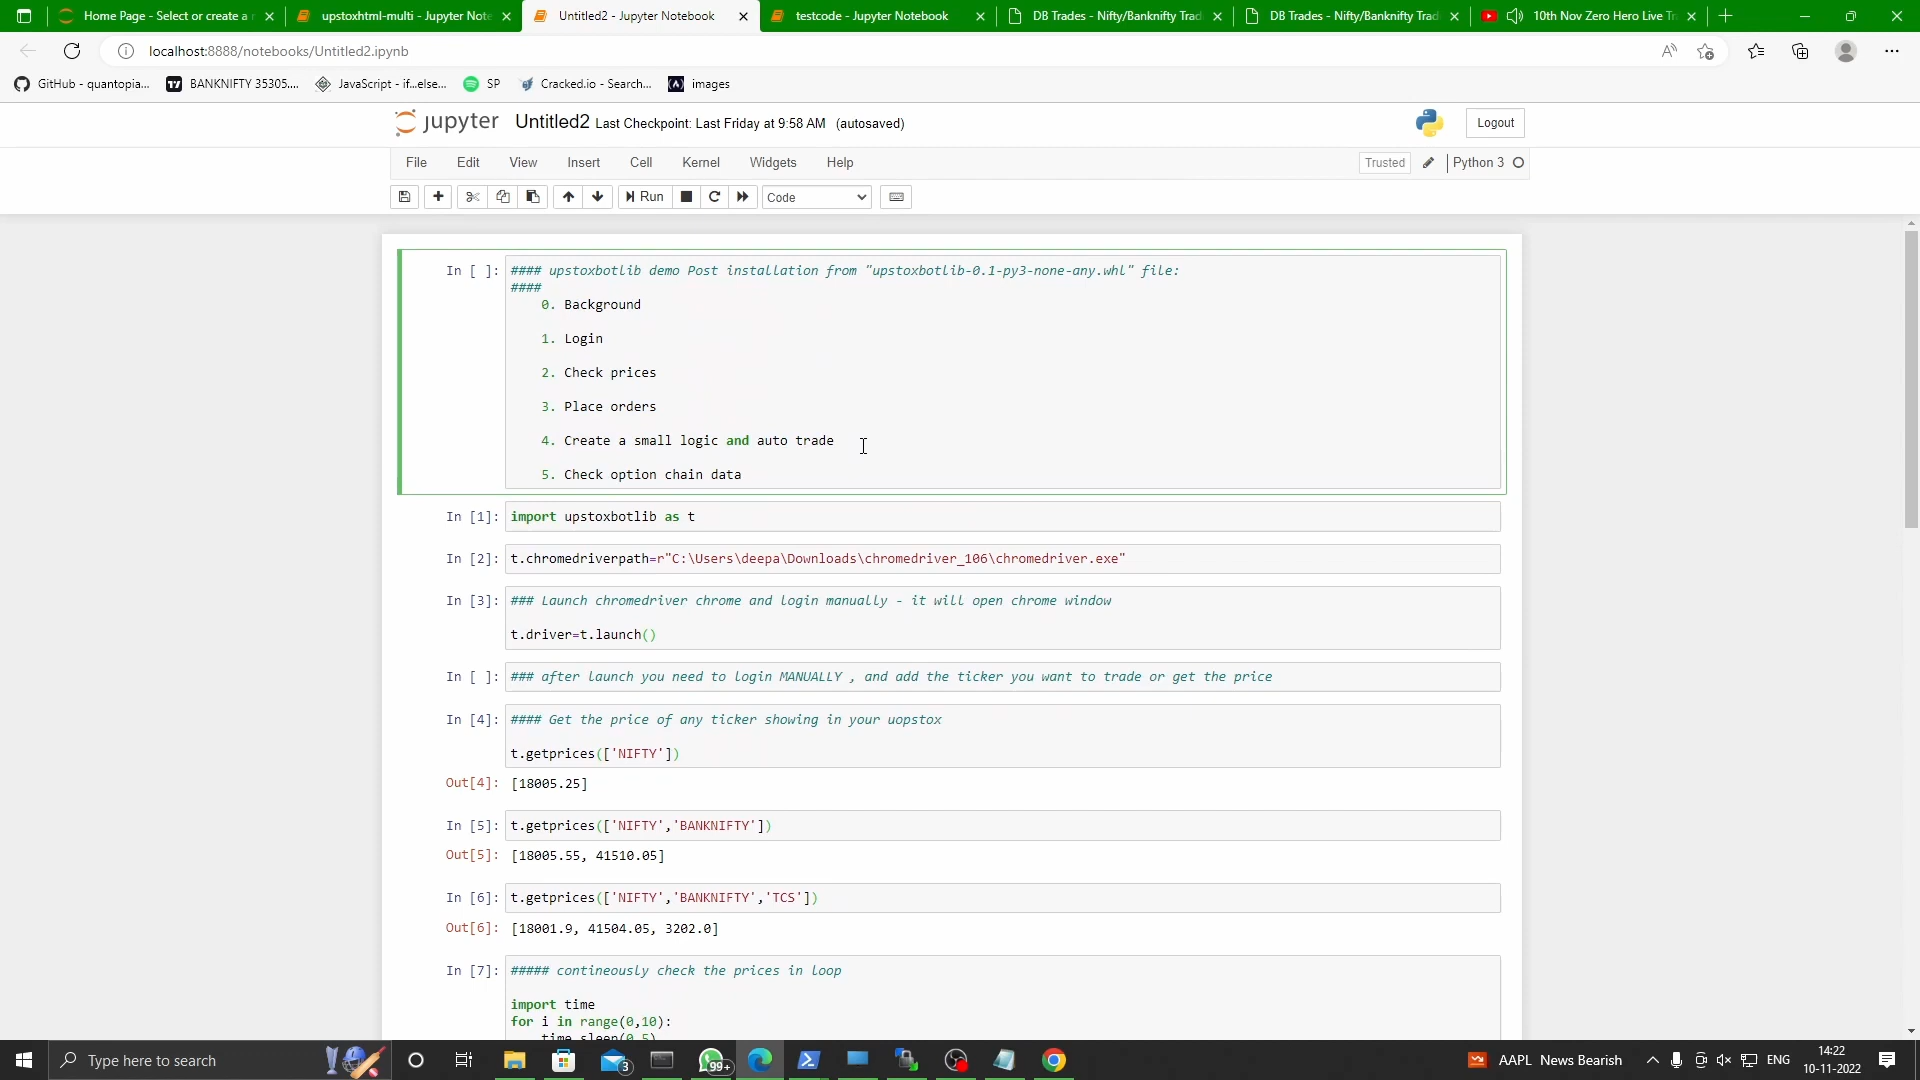 Home Page - Select or create a n
upstoxhtml-multi - Jupyter Note
Untitled2 - Jupyter Notebook
testcode - Jupyter Notebook
DB Trades - Nifty/Banknifty Trad
DB Trades - Nifty/Banknifty Trad
10th Nov Zero Hero Live Tr
localhost:8888/notebooks/Untitled2.ipynb
GitHub - quantopia...
BANKNIFTY 35305....
JavaScript - if...else...
SP
Cracked.io - Search...
images
jupyter Untitled2 Last Checkpoint: Last Friday at 9:58 AM (autosaved)
Logout
File Edit View Insert Cell Kernel Widgets Help
Trusted
Python 3
Run
Code
In [ ]: #### upstoxbotlib demo Post installation from "upstoxbotlib-0.1-py3-none-any.whl" file:
####
0. Background
1. Login
2. Check prices
3. Place orders
4. Create a small logic and auto trade
5. Check option chain data
In [1]: import upstoxbotlib as t
In [2]: t.chromedriverpath=r"C:\Users\deepa\Downloads\chromedriver_106\chromedriver.exe"
In [3]: ### Launch chromedriver chrome and login manually - it will open chrome window
t.driver=t.launch()
In [ ]: ### after launch you need to login MANUALLY , and add the ticker you want to trade or get the price
In [4]: #### Get the price of any ticker showing in your uopstox
t.getprices(['NIFTY'])
Out[4]: [18005.25]
In [5]: t.getprices(['NIFTY','BANKNIFTY'])
Out[5]: [18005.55, 41510.05]
In [6]: t.getprices(['NIFTY','BANKNIFTY','TCS'])
Out[6]: [18001.9, 41504.05, 3202.0]
In [7]: ##### contineously check the prices in loop
import time
for i in range(0,10):
time.sleep(0.5)
Type here to search
3
99+
AAPL News Bearish
ENG
14:22
10-11-2022